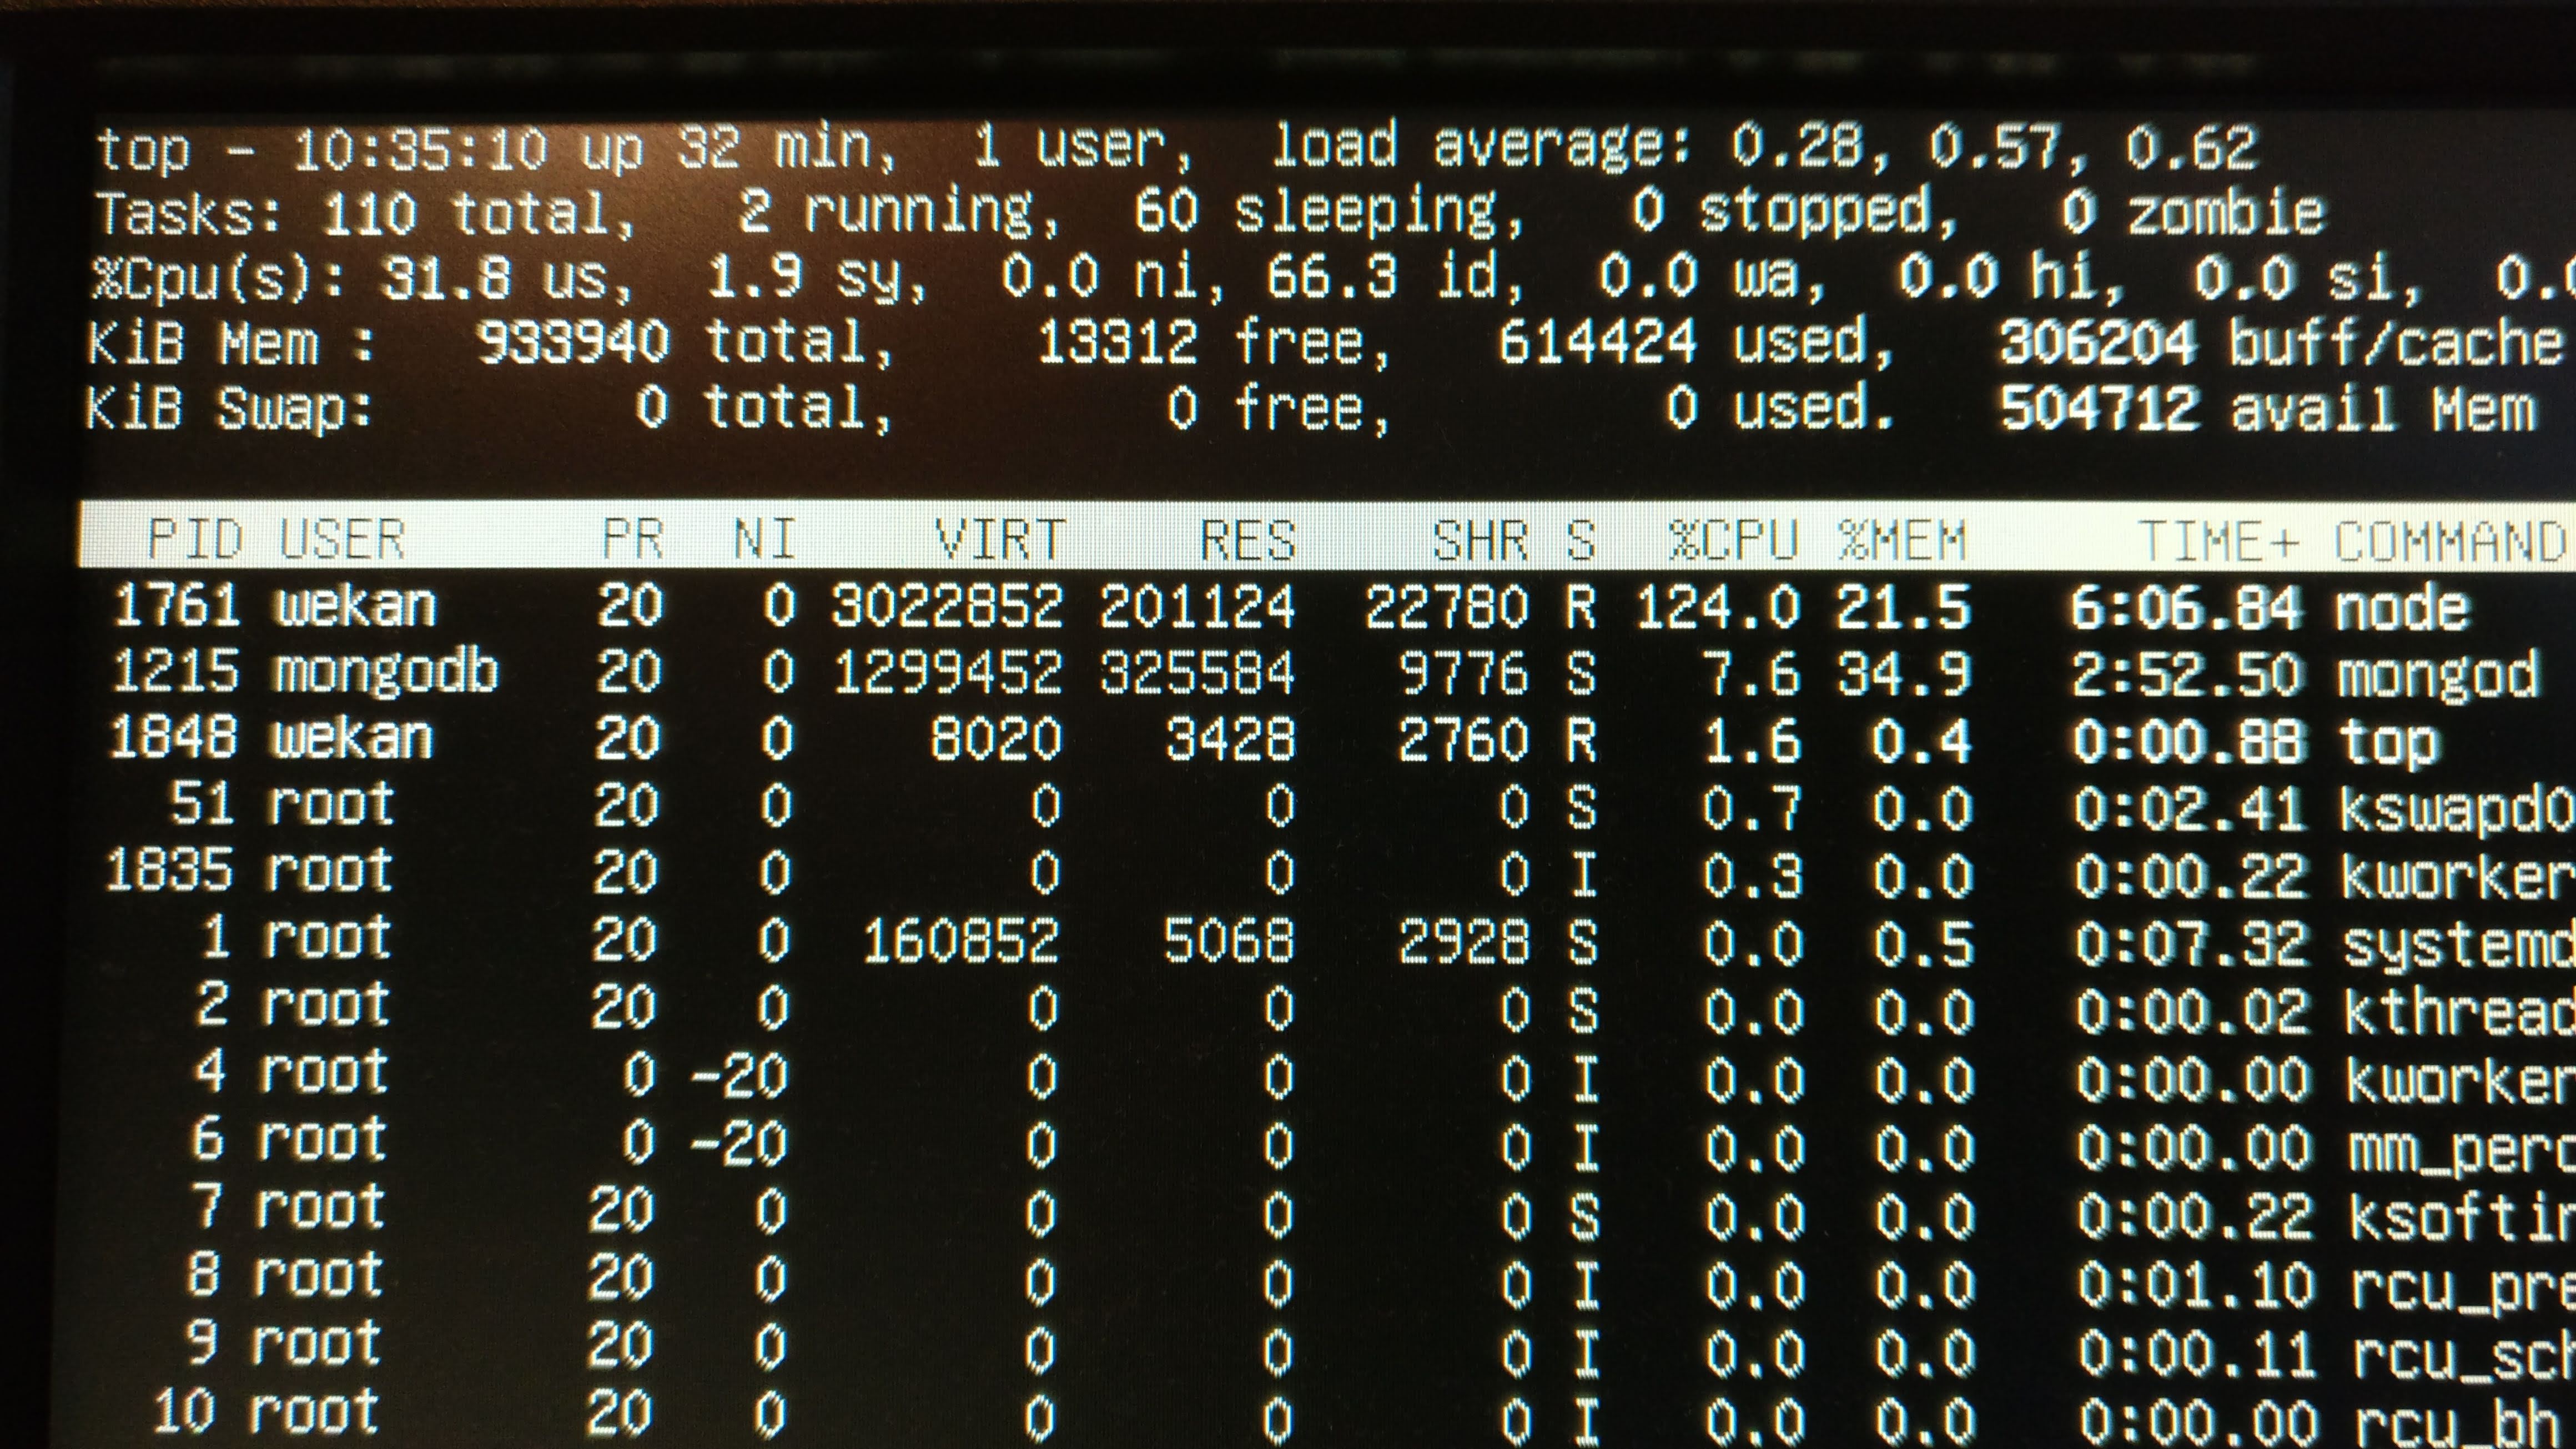 top - 10:35:10 up 32 min,  1 user,  load average: 0.28, 0.57, 0.62
Tasks: 110 total,   2 running,  60 sleeping,   0 stopped,   0 zombie
%Cpu(s): 31.8 us,  1.9 sy,  0.0 ni, 66.3 id,  0.0 wa,  0.0 hi,  0.0 si,  0.0
KiB Mem :   933940 total,    13312 free,   614424 used,   306204 buff/cache
KiB Swap:        0 total,        0 free,        0 used.   504712 avail Mem
PID USER PR NI VIRT RES SHR S %CPU %MEM TIME+ COMMAND
1761 wekan 20 0 3022852 201124 22780 R 124.0 21.5 6:06.84 node
1215 mongodb 20 0 1299452 325584 9776 S 7.6 34.9 2:52.50 mongod
1848 wekan 20 0 8020 3428 2760 R 1.6 0.4 0:00.88 top
51 root 20 0 0 0 0 S 0.7 0.0 0:02.41 kswapd0
1835 root 20 0 0 0 0 I 0.3 0.0 0:00.22 kworker
1 root 20 0 160852 5068 2928 S 0.0 0.5 0:07.32 systemd
2 root 20 0 0 0 0 S 0.0 0.0 0:00.02 kthread
4 root 0 -20 0 0 0 I 0.0 0.0 0:00.00 kworker
6 root 0 -20 0 0 0 I 0.0 0.0 0:00.00 mm_perc
7 root 20 0 0 0 0 S 0.0 0.0 0:00.22 ksoftir
8 root 20 0 0 0 0 I 0.0 0.0 0:01.10 rcu_pre
9 root 20 0 0 0 0 I 0.0 0.0 0:00.11 rcu_sch
10 root 20 0 0 0 0 I 0.0 0.0 0:00.00 rcu_bh